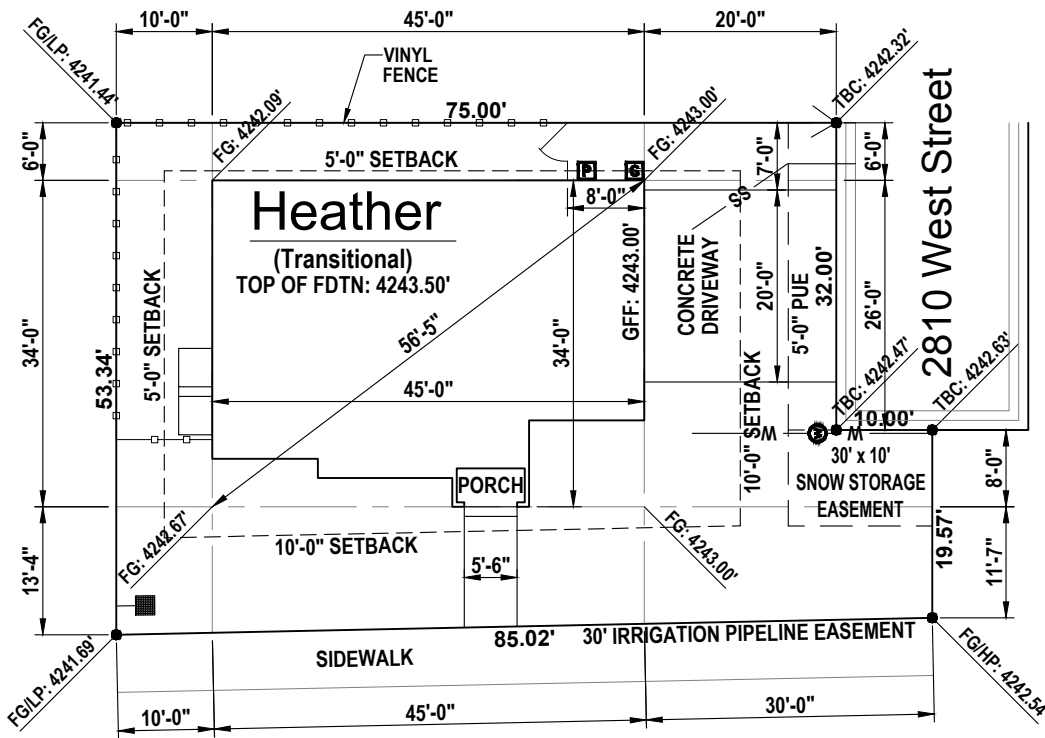 10'-0"
45'-0"
20'-0"
FG/LP: 4241.44'
VINYL
FENCE
TBC: 4242.32'
FG: 4242.09'
75.00'
FG: 4243.00'
6'-0"
5'-0" SETBACK
P
G
7'-0"
6'-0"
2810 West Street
8'-0"
SS
Heather
(Transitional)
TOP OF FDTN: 4243.50'
GFF: 4243.00'
CONCRETE
DRIVEWAY
20'-0"
5'-0" PUE
32.00'
26'-0"
34'-0"
53.34'
5'-0" SETBACK
56'-5"
34'-0"
45'-0"
10'-0" SETBACK
TBC: 4242.47'
TBC: 4242.63'
10.00'
W
W
W
30' x 10'
SNOW STORAGE
EASEMENT
8'-0"
PORCH
FG: 4242.67'
10'-0" SETBACK
5'-6"
FG: 4243.00'
19.57'
11'-7"
13'-4"
FG/LP: 4241.69'
85.02'
30' IRRIGATION PIPELINE EASEMENT
SIDEWALK
FG/HP: 4242.54
10'-0"
45'-0"
30'-0"